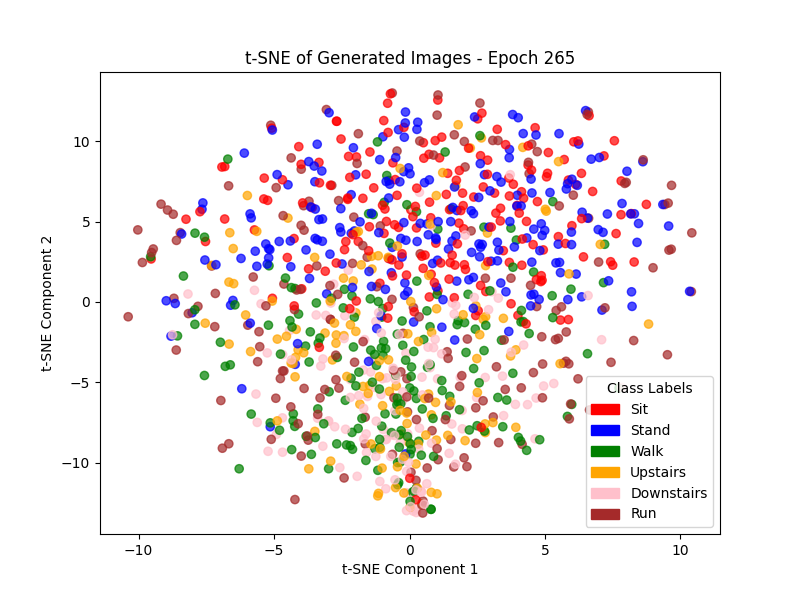 t-SNE of Generated Images - Epoch 265
10
5
0
−5
−10
t-SNE Component 2
−10
−5
0
5
10
t-SNE Component 1
Class Labels
Sit
Stand
Walk
Upstairs
Downstairs
Run